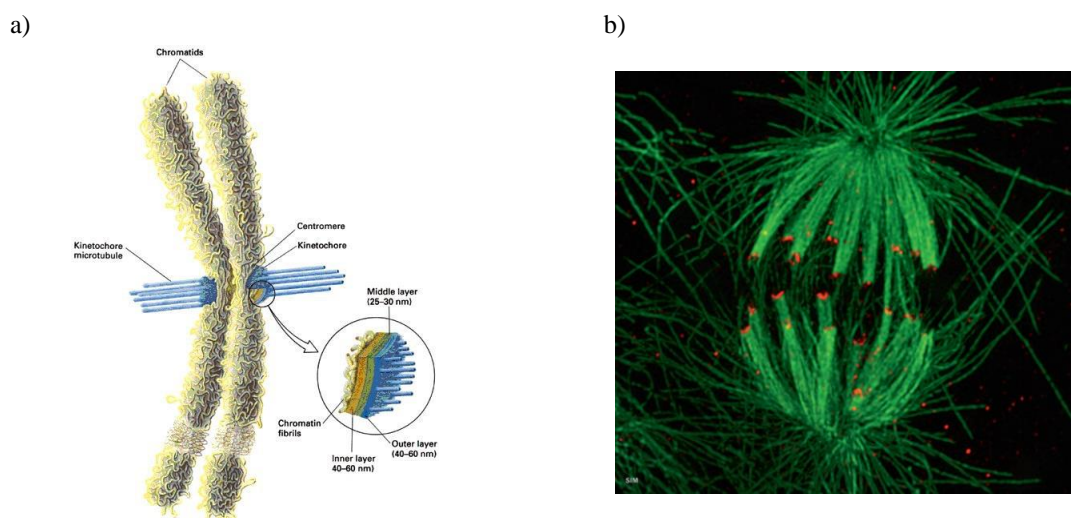 a)
b)
Chromatids
Centromere
Kinetochore
Kinetochore
microtubule
Middle layer
(25–30 nm)
Chromatin
fibrils
Inner layer
40–60 nm)
Outer layer
(40–60 nm)
SIM